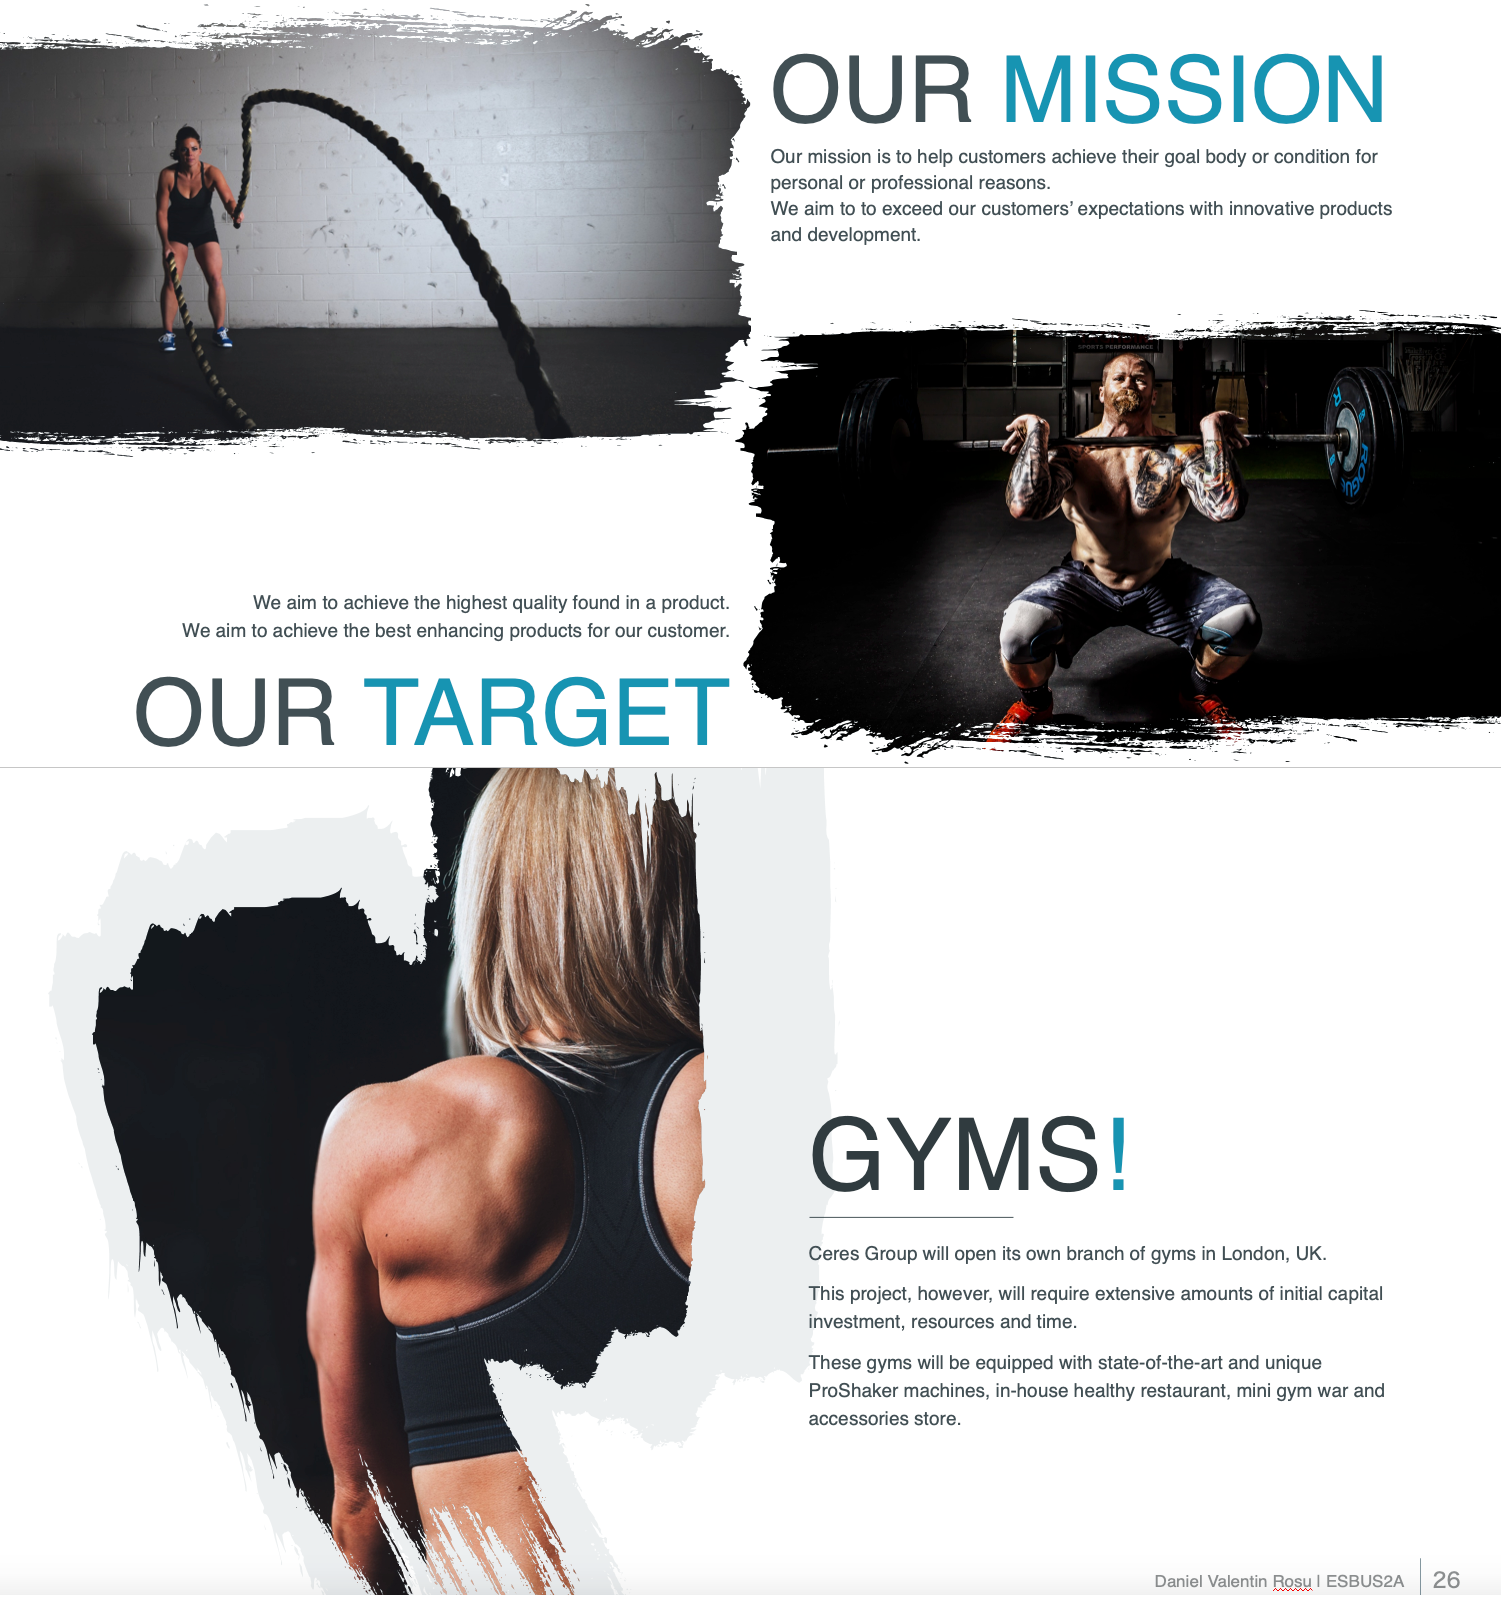 OUR MISSION
Our mission is to help customers achieve their goal body or condition for
personal or professional reasons.
We aim to to exceed our customers’ expectations with innovative products
and development.
SPORTS PERFORMANCE
R
ROGUE
We aim to achieve the highest quality found in a product.
We aim to achieve the best enhancing products for our customer.
OUR TARGET
GYMS!
Ceres Group will open its own branch of gyms in London, UK.
This project, however, will require extensive amounts of initial capital
investment, resources and time.
These gyms will be equipped with state-of-the-art and unique
ProShaker machines, in-house healthy restaurant, mini gym war and
accessories store.
Daniel Valentin Rosu | ESBUS2A 26